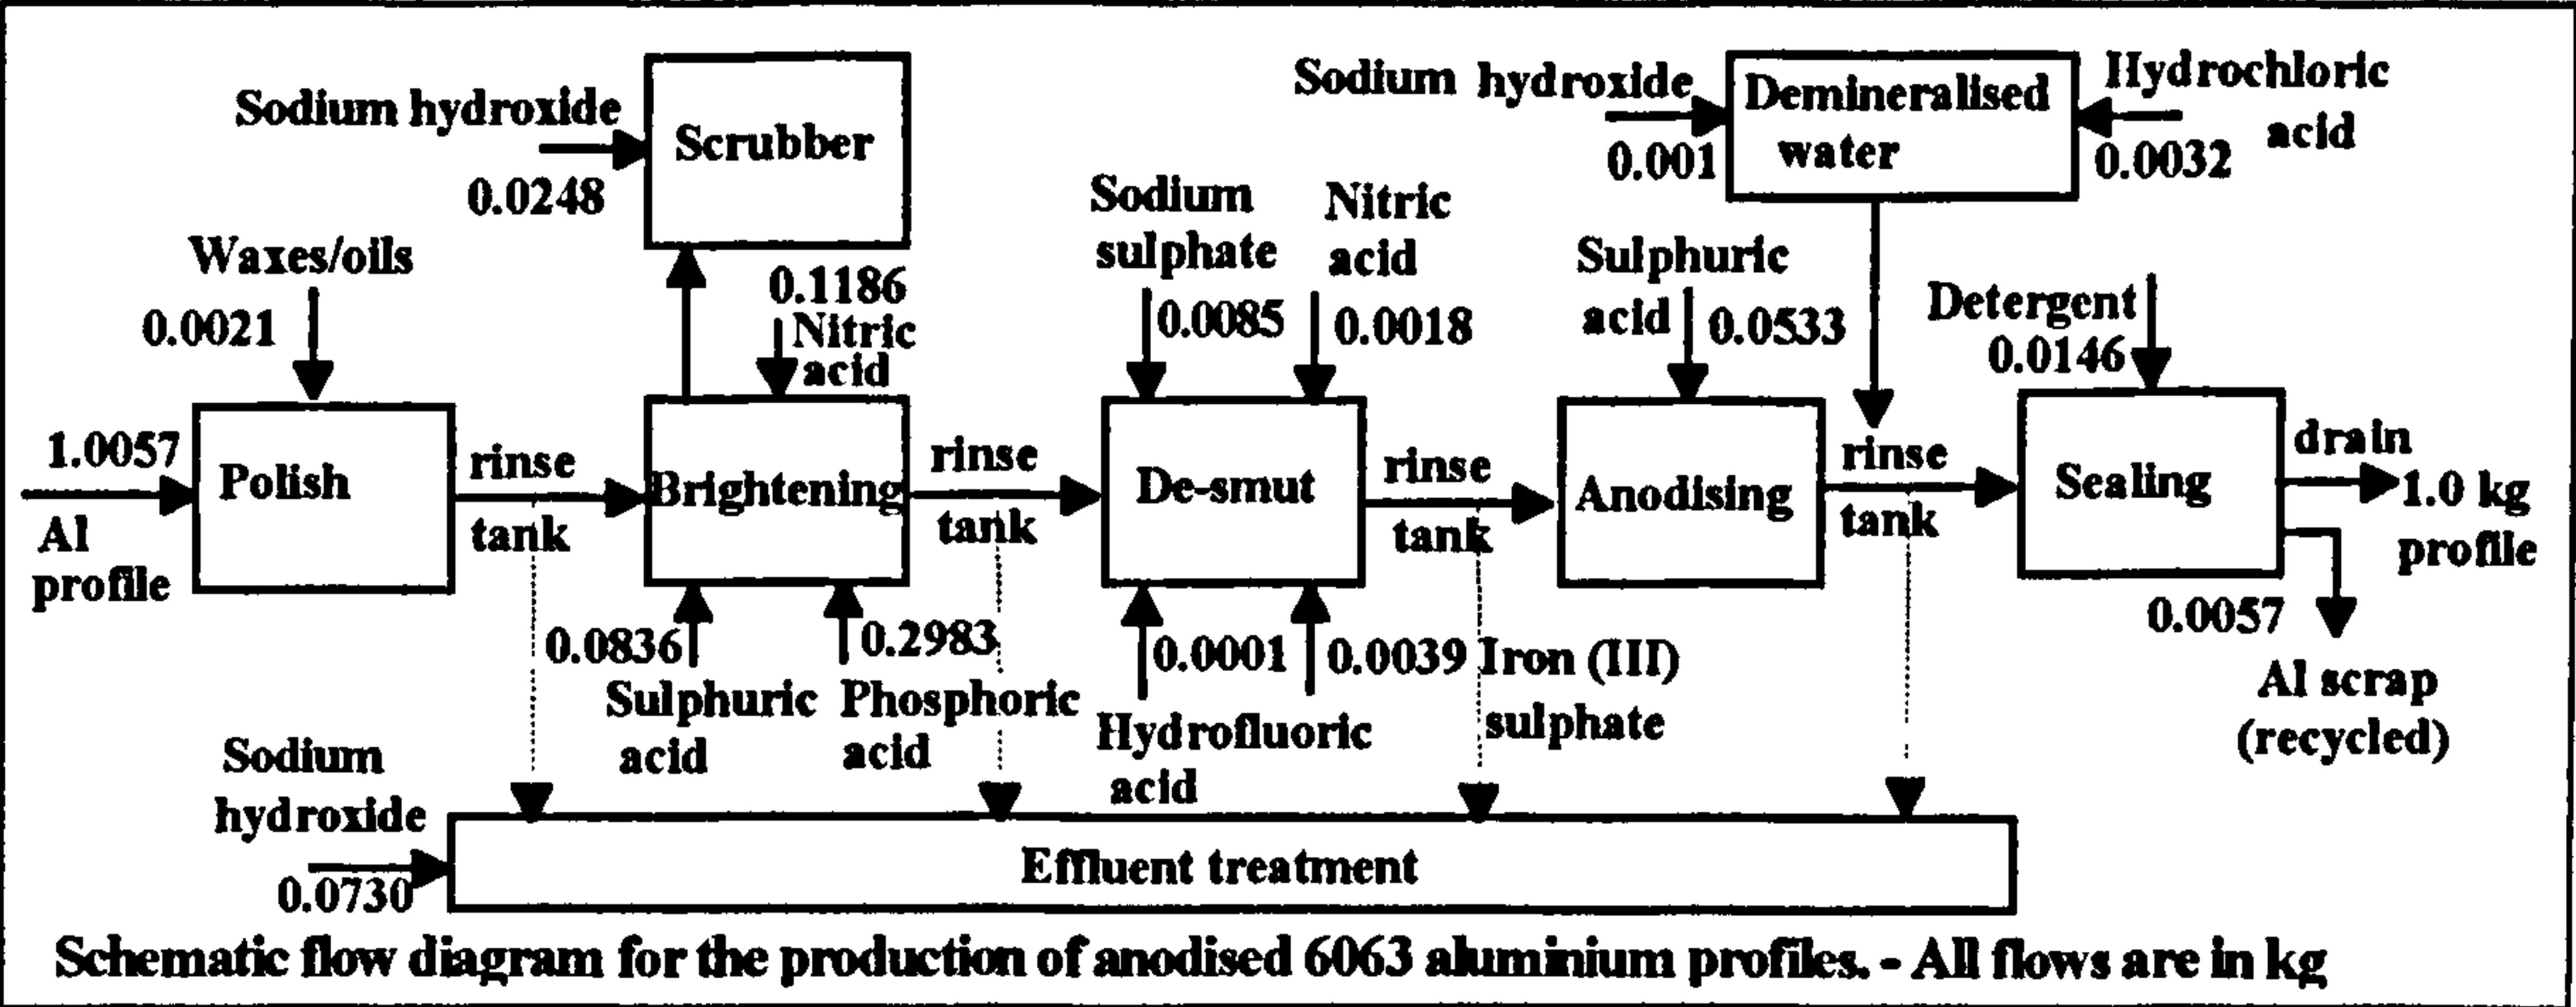 Sodium hydroxide
0.0248
Scrubber
Sodium hydroxide
0.001
Demineralised
water
Hydrochloric
acid
0.0032
Waxes/oils
0.0021
0.1186
Nitric
acid
Sodium
sulphate
0.0085
Nitric
acid
0.0018
Sulphuric
acid
0.0533
Detergent
0.0146
1.0057
Al
profile
Polish
rinse
tank
Brightening
rinse
tank
De-smut
rinse
tank
Anodising
rinse
tank
Sealing
drain
1.0 kg
profile
0.0057
Al scrap
(recycled)
0.0836
Sulphuric
acid
0.2983
Phosphoric
acid
0.0001
Hydrofluoric
acid
0.0039
Iron (III)
sulphate
Sodium
hydroxide
0.0730
Effluent treatment
Schematic flow diagram for the production of anodised 6063 aluminium profiles. - All flows are in kg